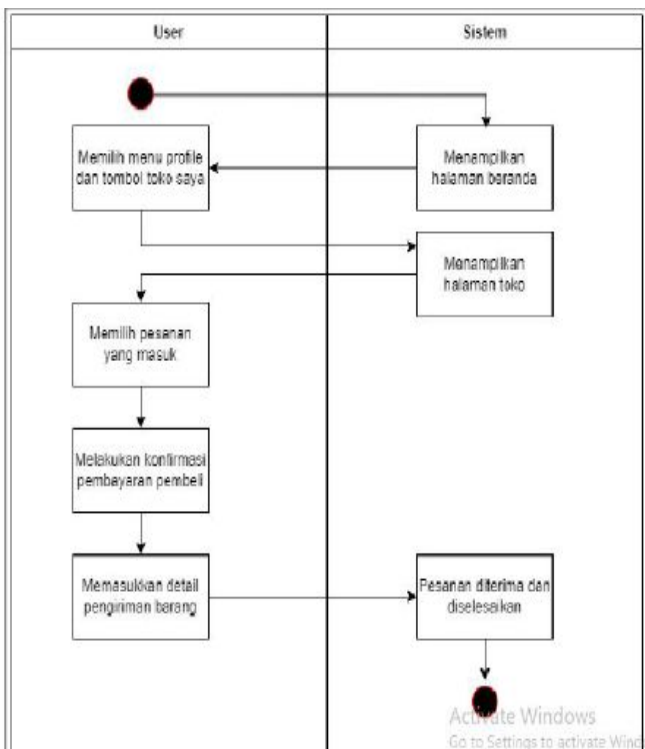 User
Sistem
Memilih menu profile
dan tombol toko saya
Menampilkan
halaman beranda
Menampilkan
halaman toko
Memilih pesanan
yang masuk
Melakukan konfirmasi
pembayaran pembeli
Memasukkan detail
pengiriman barang
Pesanan diterima dan
diselesaikan
Activate Windows
Go to Settings to activate Wind